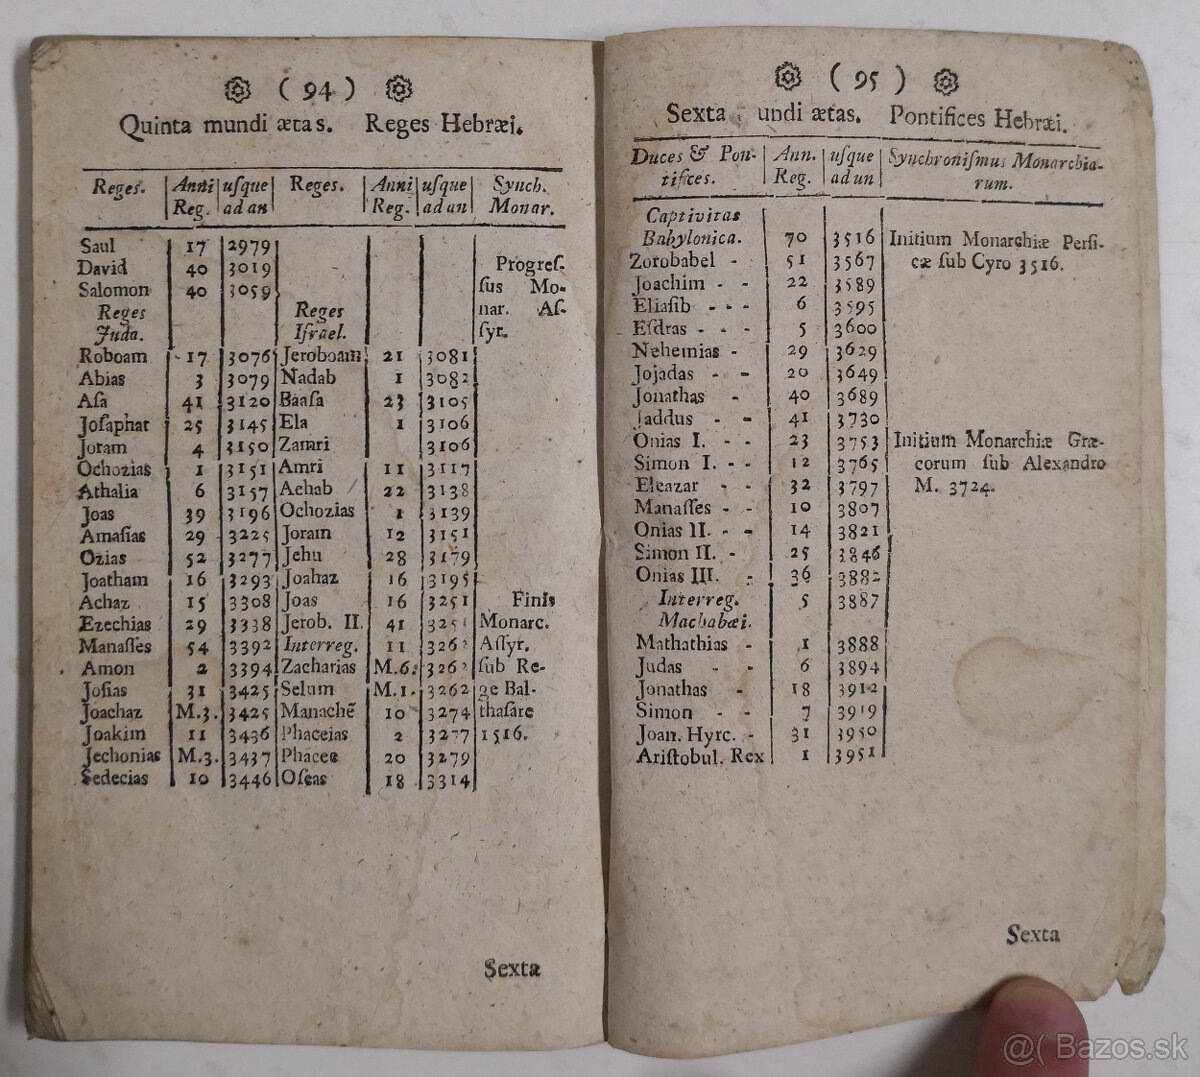 ( 94 )
Quinta mundi ætas. Reges Hebræi.
Reges. Anni Reg. uſque ad an Reges. Anni Reg. uſque ad an Synch. Monar.
Saul 17 2979
David 40 3019 Progreſ-
Salomon 40 3059 ſus Mo-
Reges Reges nar. Aſ-
Juda. Iſrael. ſyr.
Roboam 17 3076 Jeroboam 21 3081
Abias 3 3079 Nadab 1 3082
Aſa 41 3120 Baaſa 23 3105
Joſaphat 25 3145 Ela 1 3106
Joram 4 3150 Zamri 3106
Ochozias 1 3151 Amri 11 3117
Athalia 6 3157 Achab 22 3138
Joas 39 3196 Ochozias 1 3139
Amaſias 29 3225 Joram 12 3151
Ozias 52 3277 Jehu 28 3179
Joatham 16 3293 Joahaz 16 3195
Achaz 15 3308 Joas 16 3251 Finis
Ezechias 29 3338 Jerob. II. 41 3251 Monarc.
Manaſſes 54 3392 Interreg. 11 3262 Aſſyr.
Amon 2 3394 Zacharias M.6. 3262 ſub Re-
Joſias 31 3425 Selum M.1. 3262 ge Bal-
Joachaz M.3. 3425 Manachē 10 3274 thaſare
Joakim 11 3436 Phaceias 2 3277 1516.
Jechonias M.3. 3437 Phacee 20 3279
Sedecias 10 3446 Oſeas 18 3314
Sexta
( 95 )
Sexta undi ætas. Pontifices Hebræi.
Duces & Pon- Ann. uſque Synchroniſmus Monarchia-
tifices. Reg. ad un rum.
Captivitas
Babylonica. 70 3516 Initium Monarchiæ Perſi-
Zorobabel - 51 3567 cæ ſub Cyro 3516.
Joachim - - 22 3589
Eliaſib - - - 6 3595
Eſdras - - - 5 3600
Nehemias - 29 3629
Jojadas - - 20 3649
Jonathas - 40 3689
Jaddus - - 41 3730
Onias I. - - 23 3753 Initium Monarchiæ Græ-
Simon I. - - 12 3765 corum ſub Alexandro
Eleazar - - 32 3797 M. 3724.
Manaſſes - - 10 3807
Onias II. - - 14 3821
Simon II. - 25 3846
Onias III. - 36 3882
Interreg. 5 3887
Machabæi.
Mathathias - 1 3888
Judas - - 6 3894
Jonathas - 18 3912
Simon - - 7 3919
Joan. Hyrc. - 31 3950
Ariſtobul. Rex 1 3951
Sexta
@( Bazos.sk